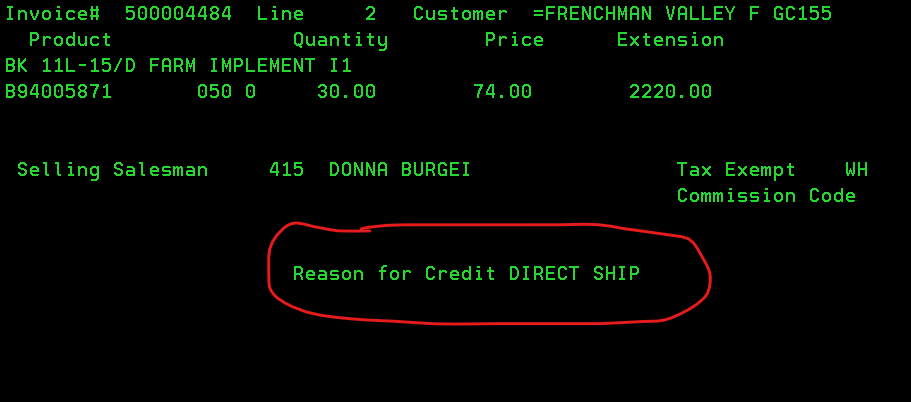 Invoice# 500004484 Line 2 Customer =FRENCHMAN VALLEY F GC155
Product Quantity Price Extension
BK 11L-15/D FARM IMPLEMENT I1
B94005871 050 0 30.00 74.00 2220.00
Selling Salesman 415 DONNA BURGEI Tax Exempt WH
Commission Code
Reason for Credit DIRECT SHIP